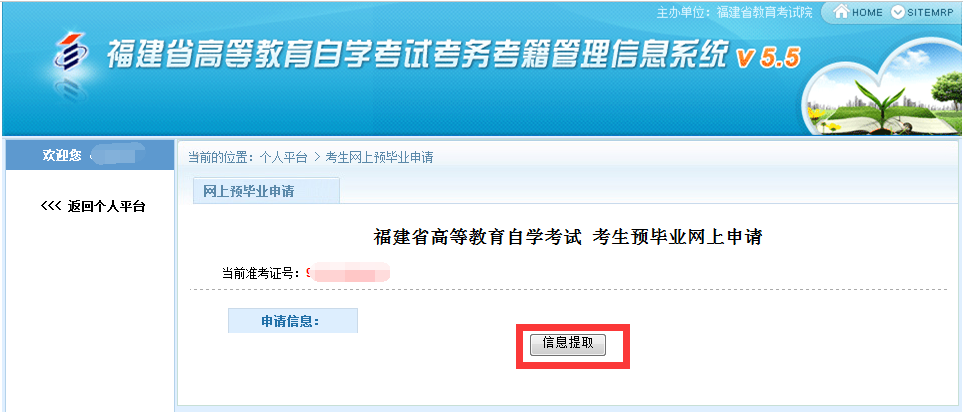 主办单位：福建省教育考试院 HOME SITEMRP
福建省高等教育自学考试考务考籍管理信息系统 v 5.5
欢迎您
<<< 返回个人平台
当前的位置：个人平台 > 考生网上预毕业申请
网上预毕业申请
福建省高等教育自学考试 考生预毕业网上申请
当前准考证号：9
申请信息：
信息提取